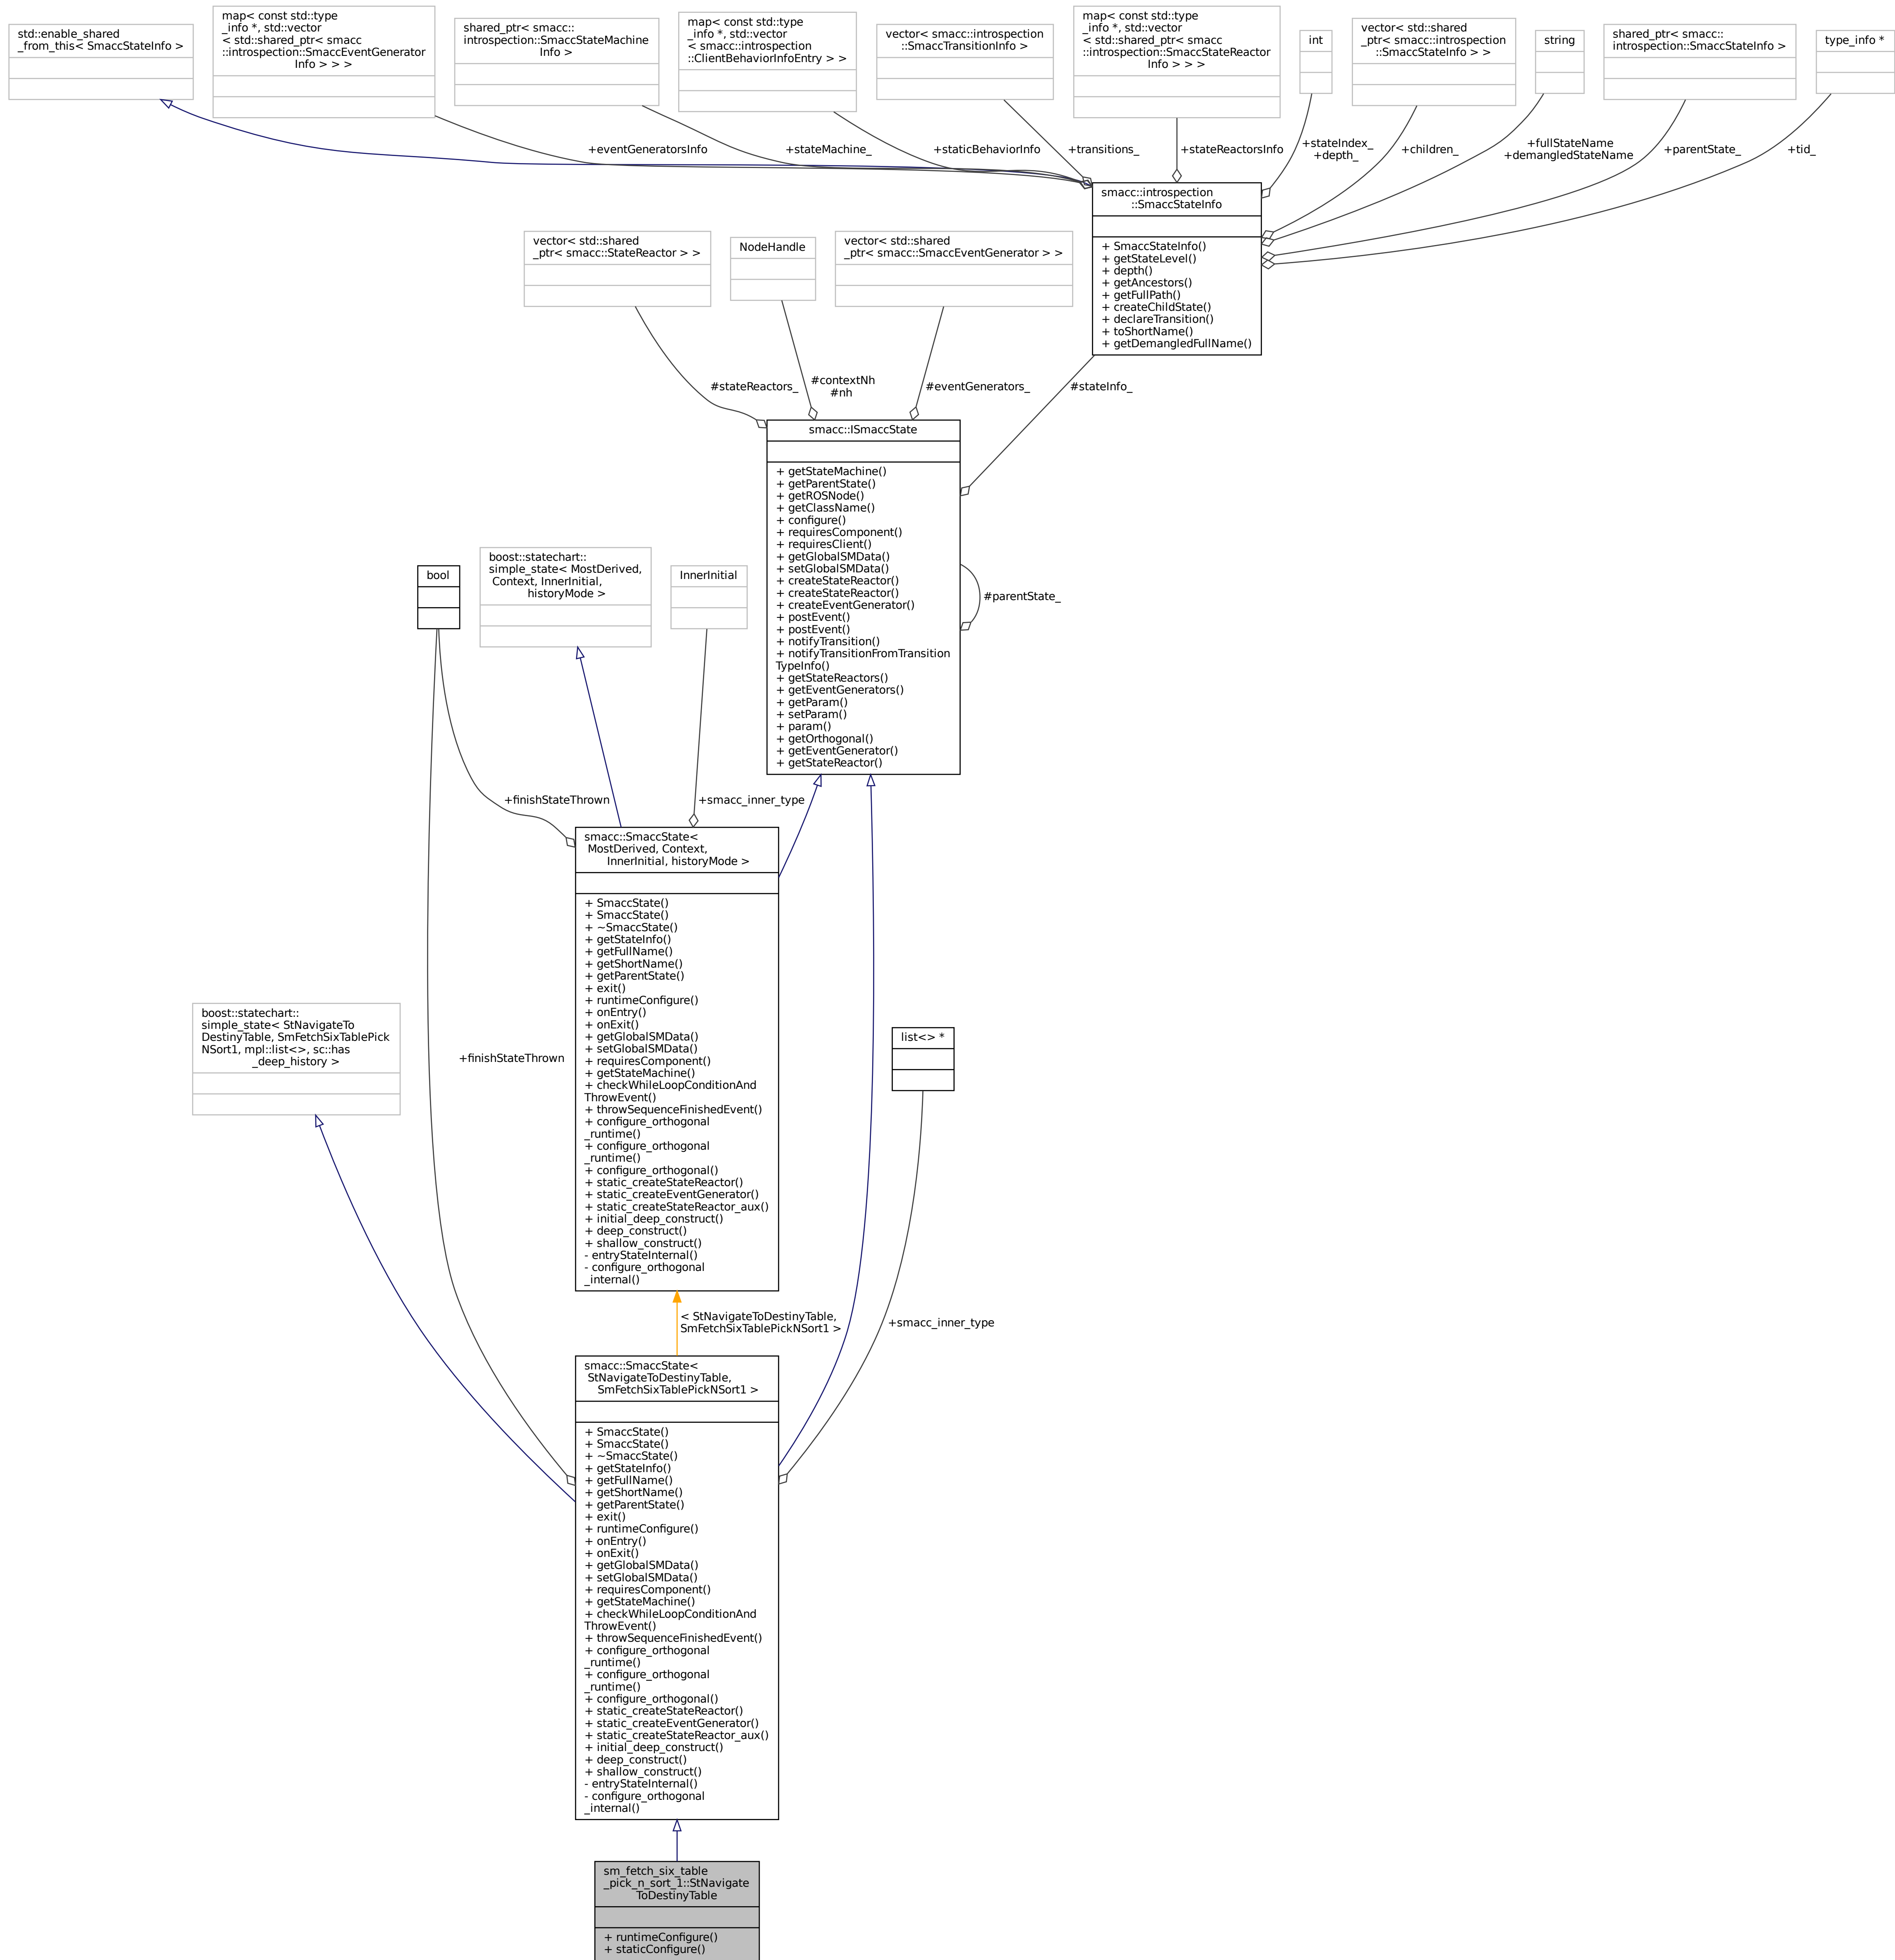 std::enable_shared
_from_this< SmaccStateInfo >
map< const std::type
_info *, std::vector
< std::shared_ptr< smacc
::introspection::SmaccEventGenerator
Info > > >
shared_ptr< smacc::
introspection::SmaccStateMachine
Info >
map< const std::type
_info *, std::vector
< smacc::introspection
::ClientBehaviorInfoEntry > >
vector< smacc::introspection
::SmaccTransitionInfo >
map< const std::type
_info *, std::vector
< std::shared_ptr< smacc
::introspection::SmaccStateReactor
Info > > >
int
vector< std::shared
_ptr< smacc::introspection
::SmaccStateInfo > >
string
shared_ptr< smacc::
introspection::SmaccStateInfo >
type_info *
+eventGeneratorsInfo
+stateMachine_
+staticBehaviorInfo
+transitions_
+stateReactorsInfo
+stateIndex_
+depth_
+children_
+fullStateName
+demangledStateName
+parentState_
+tid_
smacc::introspection
::SmaccStateInfo
+ SmaccStateInfo()
+ getStateLevel()
+ depth()
+ getAncestors()
+ getFullPath()
+ createChildState()
+ declareTransition()
+ toShortName()
+ getDemangledFullName()
vector< std::shared
_ptr< smacc::StateReactor > >
NodeHandle
vector< std::shared
_ptr< smacc::SmaccEventGenerator > >
#stateReactors_
#contextNh
#nh
#eventGenerators_
#stateInfo_
smacc::ISmaccState
+ getStateMachine()
+ getParentState()
+ getROSNode()
+ getClassName()
+ configure()
+ requiresComponent()
+ requiresClient()
+ getGlobalSMData()
+ setGlobalSMData()
+ createStateReactor()
+ createStateReactor()
+ createEventGenerator()
+ postEvent()
+ postEvent()
+ notifyTransition()
+ notifyTransitionFromTransition
TypeInfo()
+ getStateReactors()
+ getEventGenerators()
+ getParam()
+ setParam()
+ param()
+ getOrthogonal()
+ getEventGenerator()
+ getStateReactor()
#parentState_
bool
boost::statechart::
simple_state< MostDerived,
Context, InnerInitial,
historyMode >
InnerInitial
+finishStateThrown
+smacc_inner_type
smacc::SmaccState<
MostDerived, Context,
InnerInitial, historyMode >
+ SmaccState()
+ SmaccState()
+ ~SmaccState()
+ getStateInfo()
+ getFullName()
+ getShortName()
+ getParentState()
+ exit()
+ runtimeConfigure()
+ onEntry()
+ onExit()
+ getGlobalSMData()
+ setGlobalSMData()
+ requiresComponent()
+ getStateMachine()
+ checkWhileLoopConditionAnd
ThrowEvent()
+ throwSequenceFinishedEvent()
+ configure_orthogonal
_runtime()
+ configure_orthogonal
_runtime()
+ configure_orthogonal()
+ static_createStateReactor()
+ static_createEventGenerator()
+ static_createStateReactor_aux()
+ initial_deep_construct()
+ deep_construct()
+ shallow_construct()
- entryStateInternal()
- configure_orthogonal
_internal()
boost::statechart::
simple_state< StNavigateTo
DestinyTable, SmFetchSixTablePick
NSort1, mpl::list<>, sc::has
_deep_history >
+finishStateThrown
list<> *
< StNavigateToDestinyTable,
SmFetchSixTablePickNSort1 >
+smacc_inner_type
smacc::SmaccState<
StNavigateToDestinyTable,
SmFetchSixTablePickNSort1 >
+ SmaccState()
+ SmaccState()
+ ~SmaccState()
+ getStateInfo()
+ getFullName()
+ getShortName()
+ getParentState()
+ exit()
+ runtimeConfigure()
+ onEntry()
+ onExit()
+ getGlobalSMData()
+ setGlobalSMData()
+ requiresComponent()
+ getStateMachine()
+ checkWhileLoopConditionAnd
ThrowEvent()
+ throwSequenceFinishedEvent()
+ configure_orthogonal
_runtime()
+ configure_orthogonal
_runtime()
+ configure_orthogonal()
+ static_createStateReactor()
+ static_createEventGenerator()
+ static_createStateReactor_aux()
+ initial_deep_construct()
+ deep_construct()
+ shallow_construct()
- entryStateInternal()
- configure_orthogonal
_internal()
sm_fetch_six_table
_pick_n_sort_1::StNavigate
ToDestinyTable
+ runtimeConfigure()
+ staticConfigure()